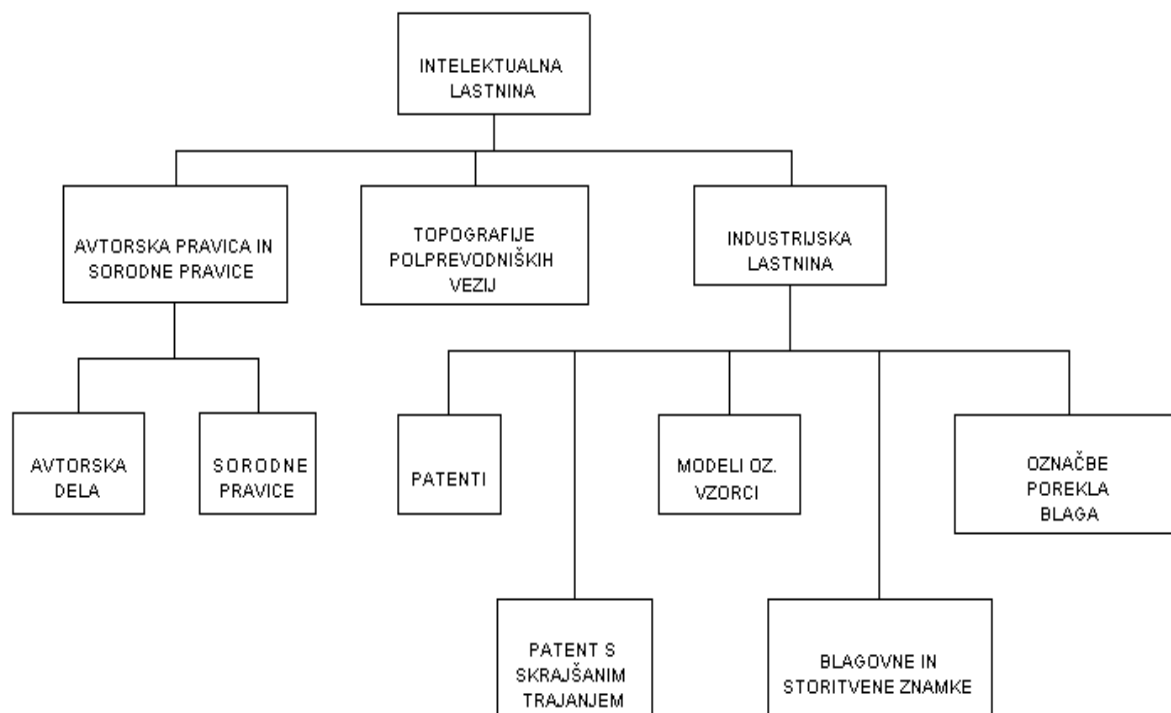 INTELEKTUALNA
LASTNINA
AVTORSKA PRAVICA IN
SORODNE PRAVICE
TOPOGRAFIJE
POLPREVODNIŠKIH
VEZIJ
INDUSTRIJSKA
LASTNINA
AVTORSKA
DELA
SORODNE
PRAVICE
PATENTI
MODELI OZ.
VZORCI
OZNAČBE
POREKLA
BLAGA
PATENT S
SKRAJŠANIM
TRAJANJEM
BLAGOVNE IN
STORITVENE ZNAMKE